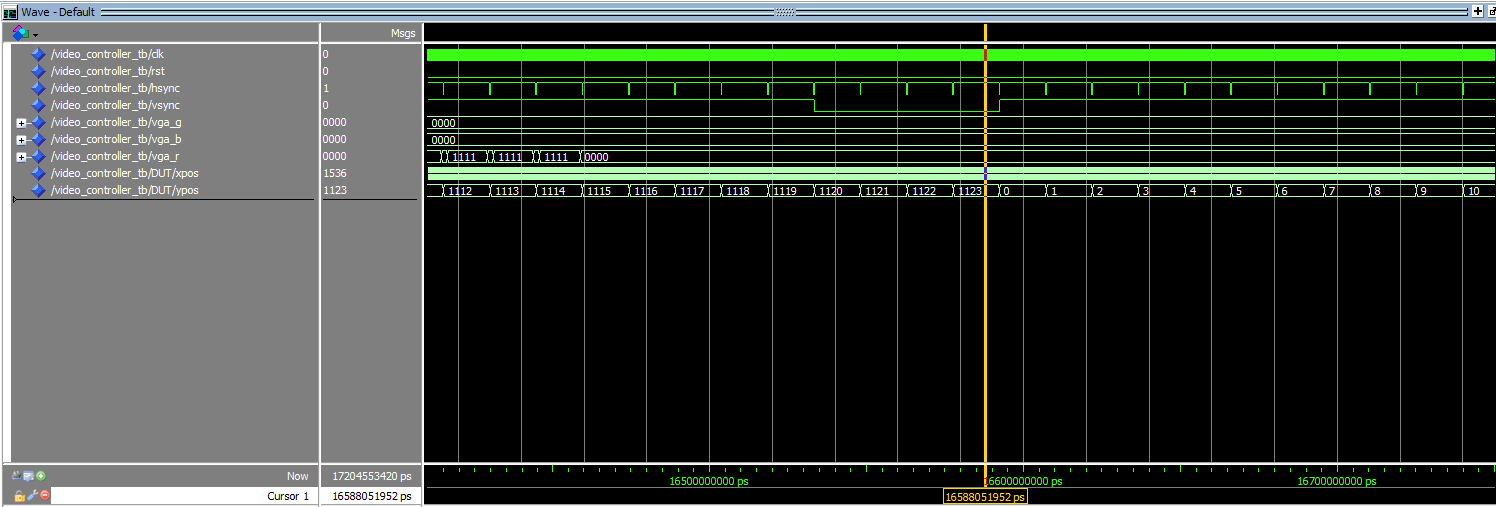 Wave - Default
Msgs
/video_controller_tb/clk 0
/video_controller_tb/rst 0
/video_controller_tb/hsync 1
/video_controller_tb/vsync 0
/video_controller_tb/vga_g 0000 0000
/video_controller_tb/vga_b 0000 0000
/video_controller_tb/vga_r 0000 1111 1111 1111 0000
/video_controller_tb/DUT/xpos 1536
/video_controller_tb/DUT/ypos 1123 1112 1113 1114 1115 1116 1117 1118 1119 1120 1121 1122 1123 0 1 2 3 4 5 6 7 8 9 10
Now 17204553420 ps 16500000000 ps 16600000000 ps 16700000000 ps
Cursor 1 16588051952 ps 16588051952 ps